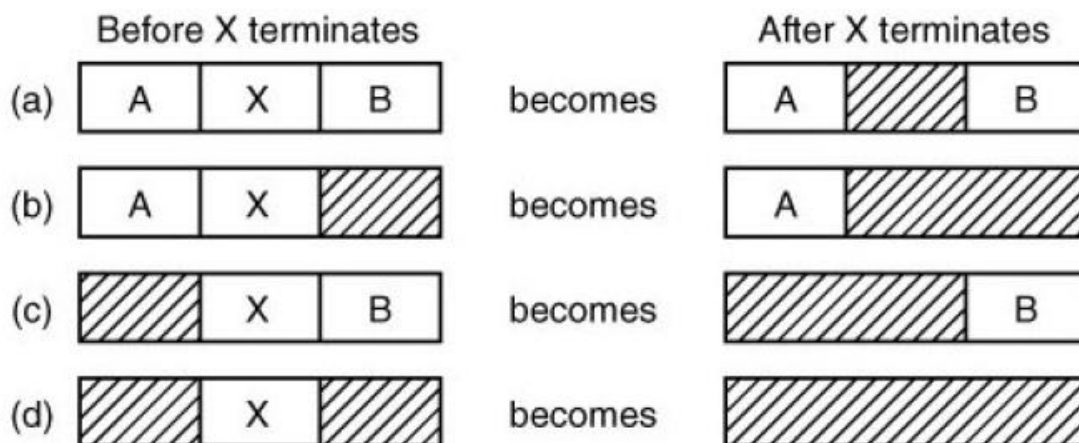 Before X terminates After X terminates
(a) A X B becomes A B
(b) A X becomes A
(c) X B becomes B
(d) X becomes